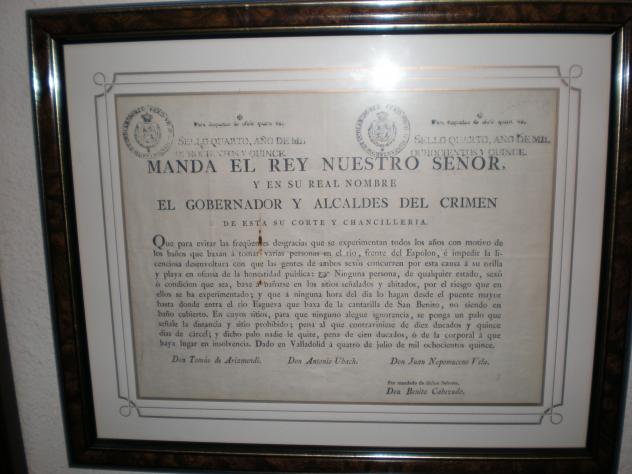 Para despachos de oficio quatro mrs.
SELLO QUARTO, AÑO DE MIL
OCHOCIENTOS Y QUINCE.
Para despachos de oficio quatro mrs.
SELLO QUARTO, AÑO DE MIL
OCHOCIENTOS Y QUINCE.
MANDA EL REY NUESTRO SEÑOR,
Y EN SU REAL NOMBRE
EL GOBERNADOR Y ALCALDES DEL CRIMEN
DE ESTA SU CORTE Y CHANCILLERIA.
Que para evitar las freqüentes desgracias que se experimentan todos los años con motivo de
los baños que baxan á tomar varias personas en el rio, frente del Espolon, é impedir la li-
cenciosa desenvoltura con que las gentes de ambos sexôs concurren por esta causa á su orilla
y playa en ofensa de la honestidad pública: Ninguna persona, de qualquier estado, sexô
ó condicion que sea, baxe á bañarse en los sitios señalados y abitados, por el riesgo que en
ellos se ha experimentado; y que á ninguna hora del dia lo hagan desde el puente mayor
hasta donde entra el rio Esgueva que baxa de la cantarilla de San Benito, no siendo en
baño cubierto. En cuyos sitios, para que ninguno alegue ignorancia, se ponga un palo que
señale la distancia y sitio prohibido; pena al que contraviniese de diez ducados y quince
dias de cárcel; y dicho palo nadie le quite, pena de cien ducados, ó de la corporal á que
haya lugar en insolvencia. Dado en Valladolid á quatro de julio de mil ochocientos quince.
Don Tomás de Arizmendi. Don Antonio Ubach. Don Juan Nepomuceno Vela.
Por mandado de dichos Señores,
Don Benito Cabezudo.